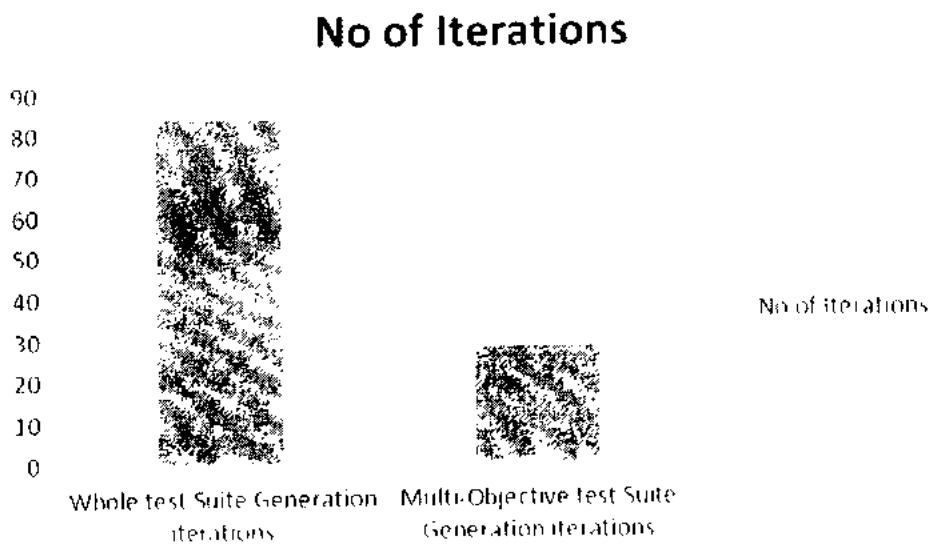 No of Iterations
90
80
70
60
50
40
30
20
10
0
No of Iterations
Whole test Suite Generation
iterations
Multi-Objective test Suite
Generation iterations